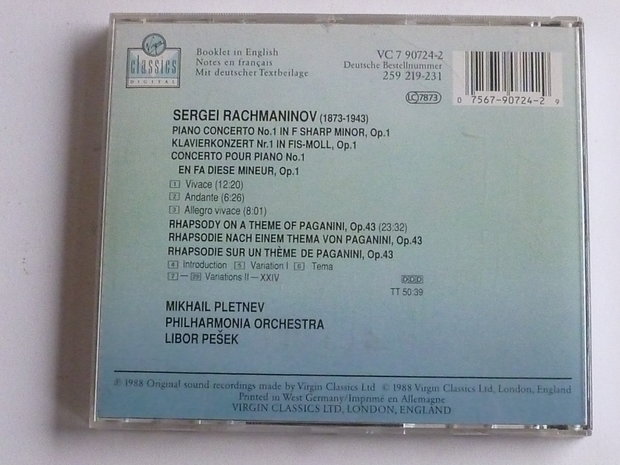 Virgin
classics
DIGITAL
Booklet in English
Notes en français
Mit deutscher Textbeilage
VC 7 90724-2
Deutsche Bestellnummer
259 219-231
LC 7873
0 7567-90724-2 9
SERGEI RACHMANINOV (1873-1943)
PIANO CONCERTO No.1 IN F SHARP MINOR, Op.1
KLAVIERKONZERT Nr.1 IN FIS-MOLL, Op.1
CONCERTO POUR PIANO No.1
EN FA DIESE MINEUR, Op.1
1 Vivace (12:20)
2 Andante (6:26)
3 Allegro vivace (8:01)
RHAPSODY ON A THEME OF PAGANINI, Op.43 (23:32)
RHAPSODIE NACH EINEM THEMA VON PAGANINI, Op.43
RHAPSODIE SUR UN THÈME DE PAGANINI, Op.43
4 Introduction 5 Variation I 6 Tema
7 — 29 Variations II — XXIV
DDD
TT 50:39
MIKHAIL PLETNEV
PHILHARMONIA ORCHESTRA
LIBOR PEŠEK
℗ 1988 Original sound recordings made by Virgin Classics Ltd © 1988 Virgin Classics Ltd, London, England
Printed in West Germany/Imprimé en Allemagne
VIRGIN CLASSICS LTD, LONDON, ENGLAND